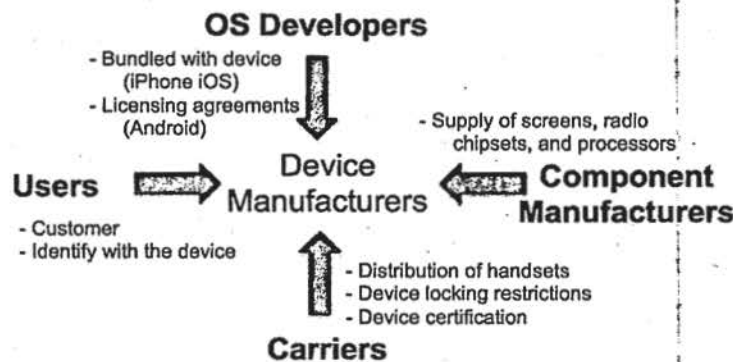 OS Developers
- Bundled with device
(iPhone iOS)
- Licensing agreements
(Android)
- Supply of screens, radio
chipsets, and processors
Device
Manufacturers
Users
- Customer
- Identify with the device
Component
Manufacturers
- Distribution of handsets
- Device locking restrictions
- Device certification
Carriers